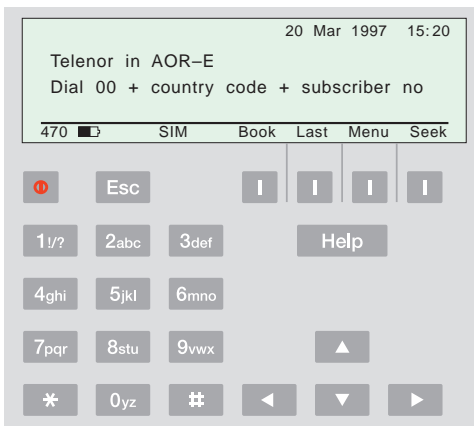 20 Mar 1997 15:20
Telenor in AOR–E
Dial 00 + country code + subscriber no
470 SIM Book Last Menu Seek
Esc
1!/? 2abc 3def Help
4ghi 5jkl 6mno
7pqr 8stu 9vwx
* 0yz #